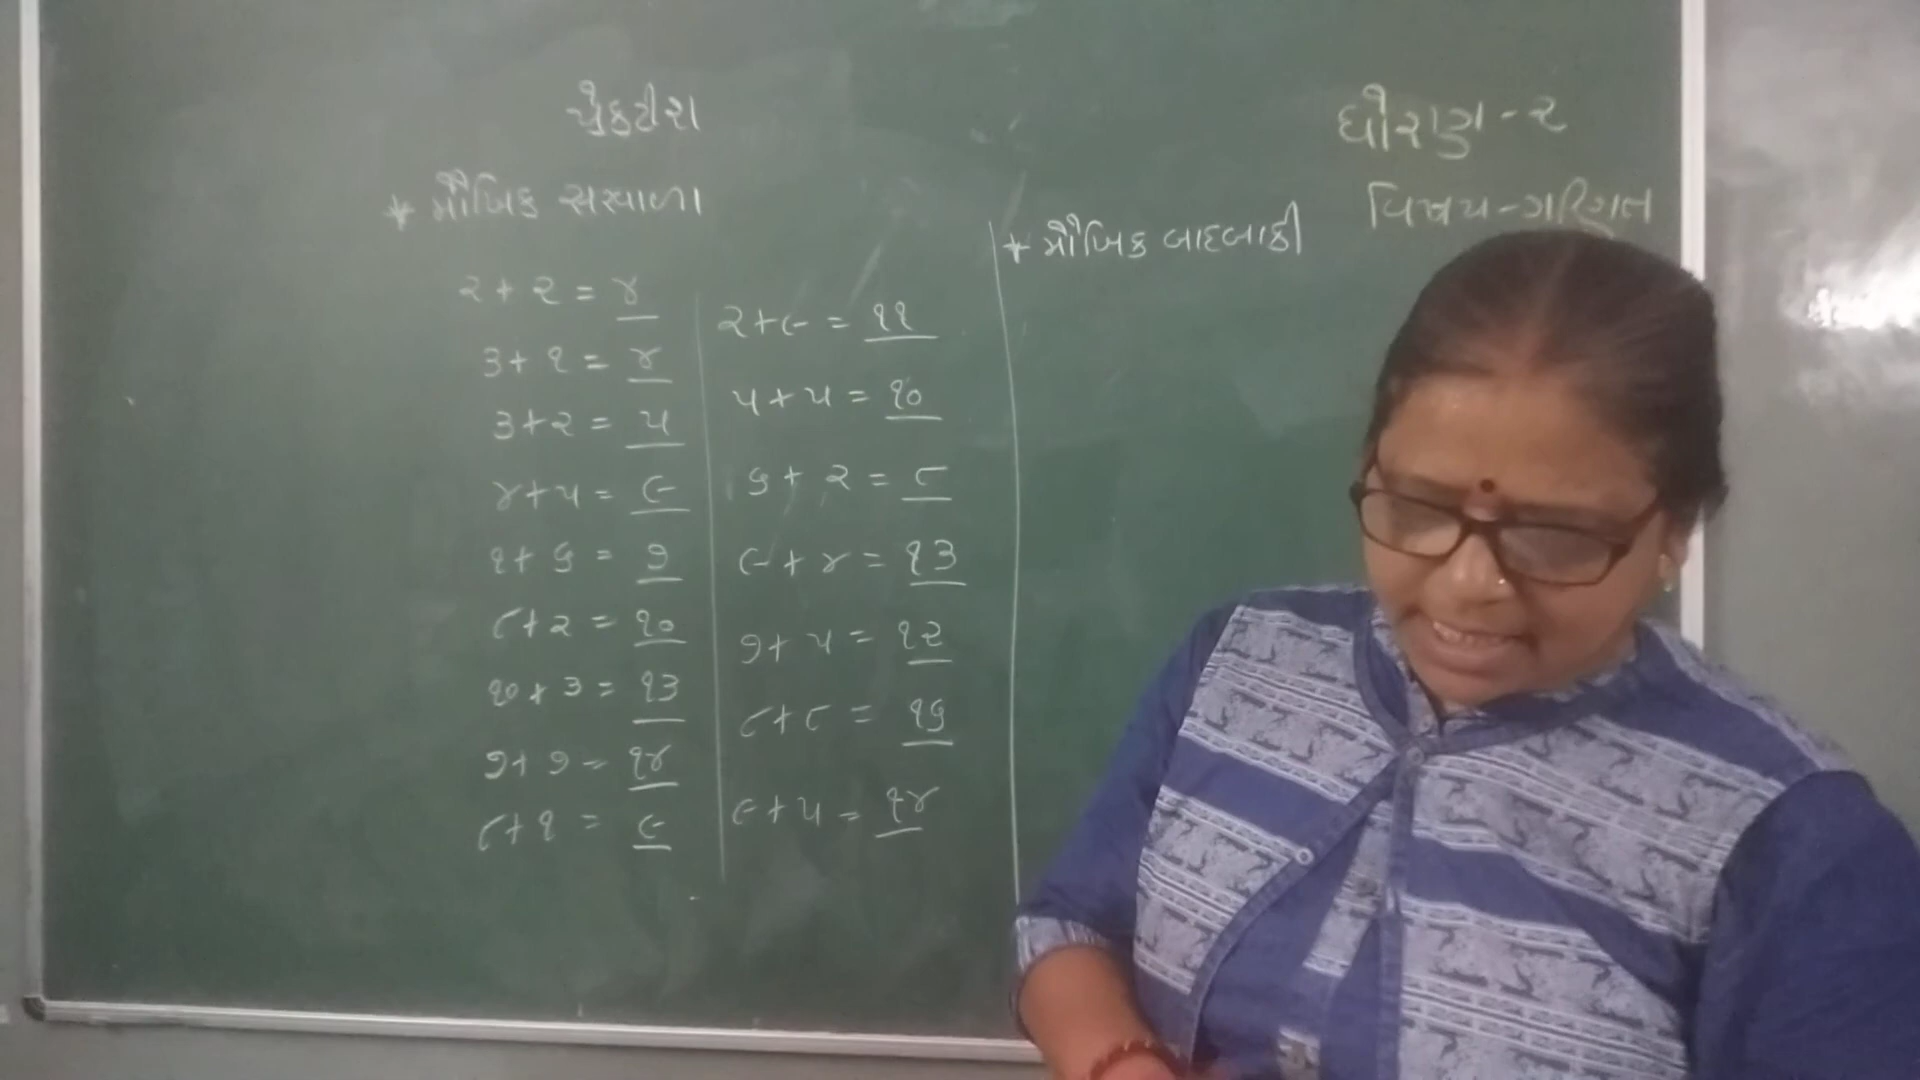 પ્રેકટીસ
* મૌખિક સરવાળા
૨ + ૨ = ૪
૩ + ૧ = ૪
૩ + ૨ = ૫
૪ + ૫ = ૯
૧ + ૬ = ૭
૮ + ૨ = ૧૦
૧૦ + ૩ = ૧૩
૭ + ૭ = ૧૪
૮ + ૧ = ૯
૨ + ૯ = ૧૧
૫ + ૫ = ૧૦
૬ + ૨ = ૮
૯ + ૪ = ૧૩
૭ + ૫ = ૧૨
૮ + ૮ = ૧૬
૯ + ૫ = ૧૪
* મૌખિક બાદબાકી
ધોરણ - ૨
વિષય - ગણિત